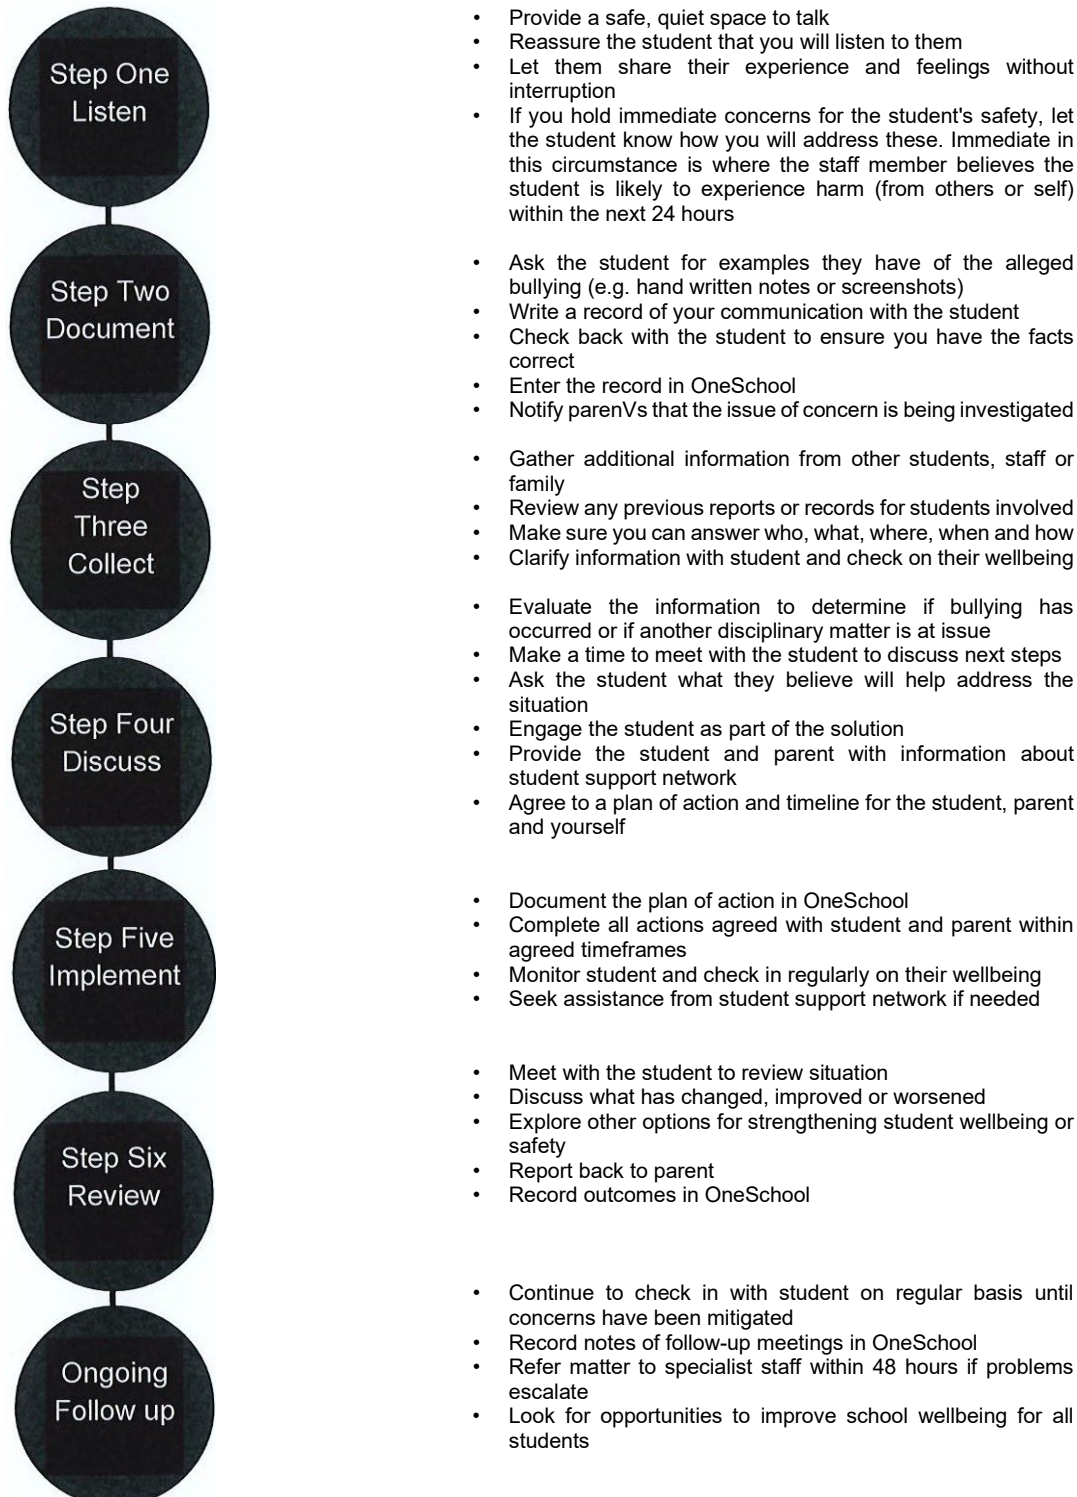 Step One
Listen
• Provide a safe, quiet space to talk
• Reassure the student that you will listen to them
• Let them share their experience and feelings without
interruption
• If you hold immediate concerns for the student's safety, let
the student know how you will address these. Immediate in
this circumstance is where the staff member believes the
student is likely to experience harm (from others or self)
within the next 24 hours
Step Two
Document
• Ask the student for examples they have of the alleged
bullying (e.g. hand written notes or screenshots)
• Write a record of your communication with the student
• Check back with the student to ensure you have the facts
correct
• Enter the record in OneSchool
• Notify parenVs that the issue of concern is being investigated
Step
Three
Collect
• Gather additional information from other students, staff or
family
• Review any previous reports or records for students involved
• Make sure you can answer who, what, where, when and how
• Clarify information with student and check on their wellbeing
Step Four
Discuss
• Evaluate the information to determine if bullying has
occurred or if another disciplinary matter is at issue
• Make a time to meet with the student to discuss next steps
• Ask the student what they believe will help address the
situation
• Engage the student as part of the solution
• Provide the student and parent with information about
student support network
• Agree to a plan of action and timeline for the student, parent
and yourself
Step Five
Implement
• Document the plan of action in OneSchool
• Complete all actions agreed with student and parent within
agreed timeframes
• Monitor student and check in regularly on their wellbeing
• Seek assistance from student support network if needed
Step Six
Review
• Meet with the student to review situation
• Discuss what has changed, improved or worsened
• Explore other options for strengthening student wellbeing or
safety
• Report back to parent
• Record outcomes in OneSchool
Ongoing
Follow up
• Continue to check in with student on regular basis until
concerns have been mitigated
• Record notes of follow-up meetings in OneSchool
• Refer matter to specialist staff within 48 hours if problems
escalate
• Look for opportunities to improve school wellbeing for all
students